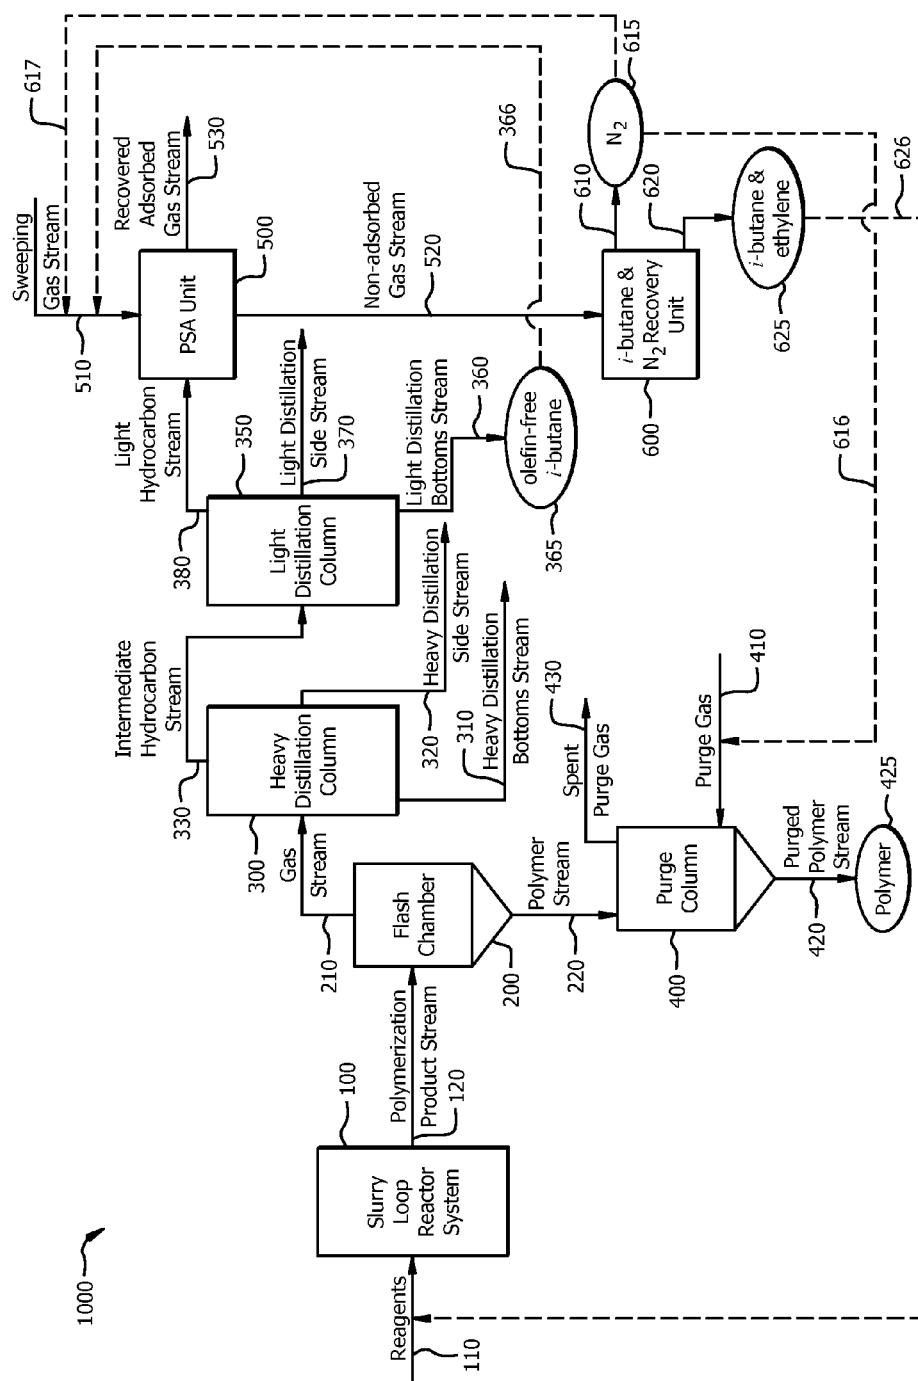 1000
Reagents
110
Slurry
Loop
Reactor
System
100
Polymerization
Product Stream
120
Flash
Chamber
200
210
Gas
Stream
Polymer
Stream
220
Heavy
Distillation
Column
300
330
Intermediate
Hydrocarbon
Stream
320
Heavy Distillation
Side Stream
310
Heavy Distillation
Bottoms Stream
Light
Distillation
Column
350
380
Light
Hydrocarbon
Stream
Light Distillation
Side Stream
370
Light Distillation
Bottoms Stream
360
olefin-free
i-butane
365
366
Sweeping
Gas Stream
510
PSA Unit
500
Recovered
Adsorbed
Gas Stream
530
617
Non-adsorbed
Gas Stream
520
i-butane &
N2 Recovery
Unit
600
610
N2
615
620
i-butane &
ethylene
625
626
616
Purge
Column
400
Spent
Purge Gas
430
Purge Gas
410
Purged
Polymer
Stream
420
Polymer
425